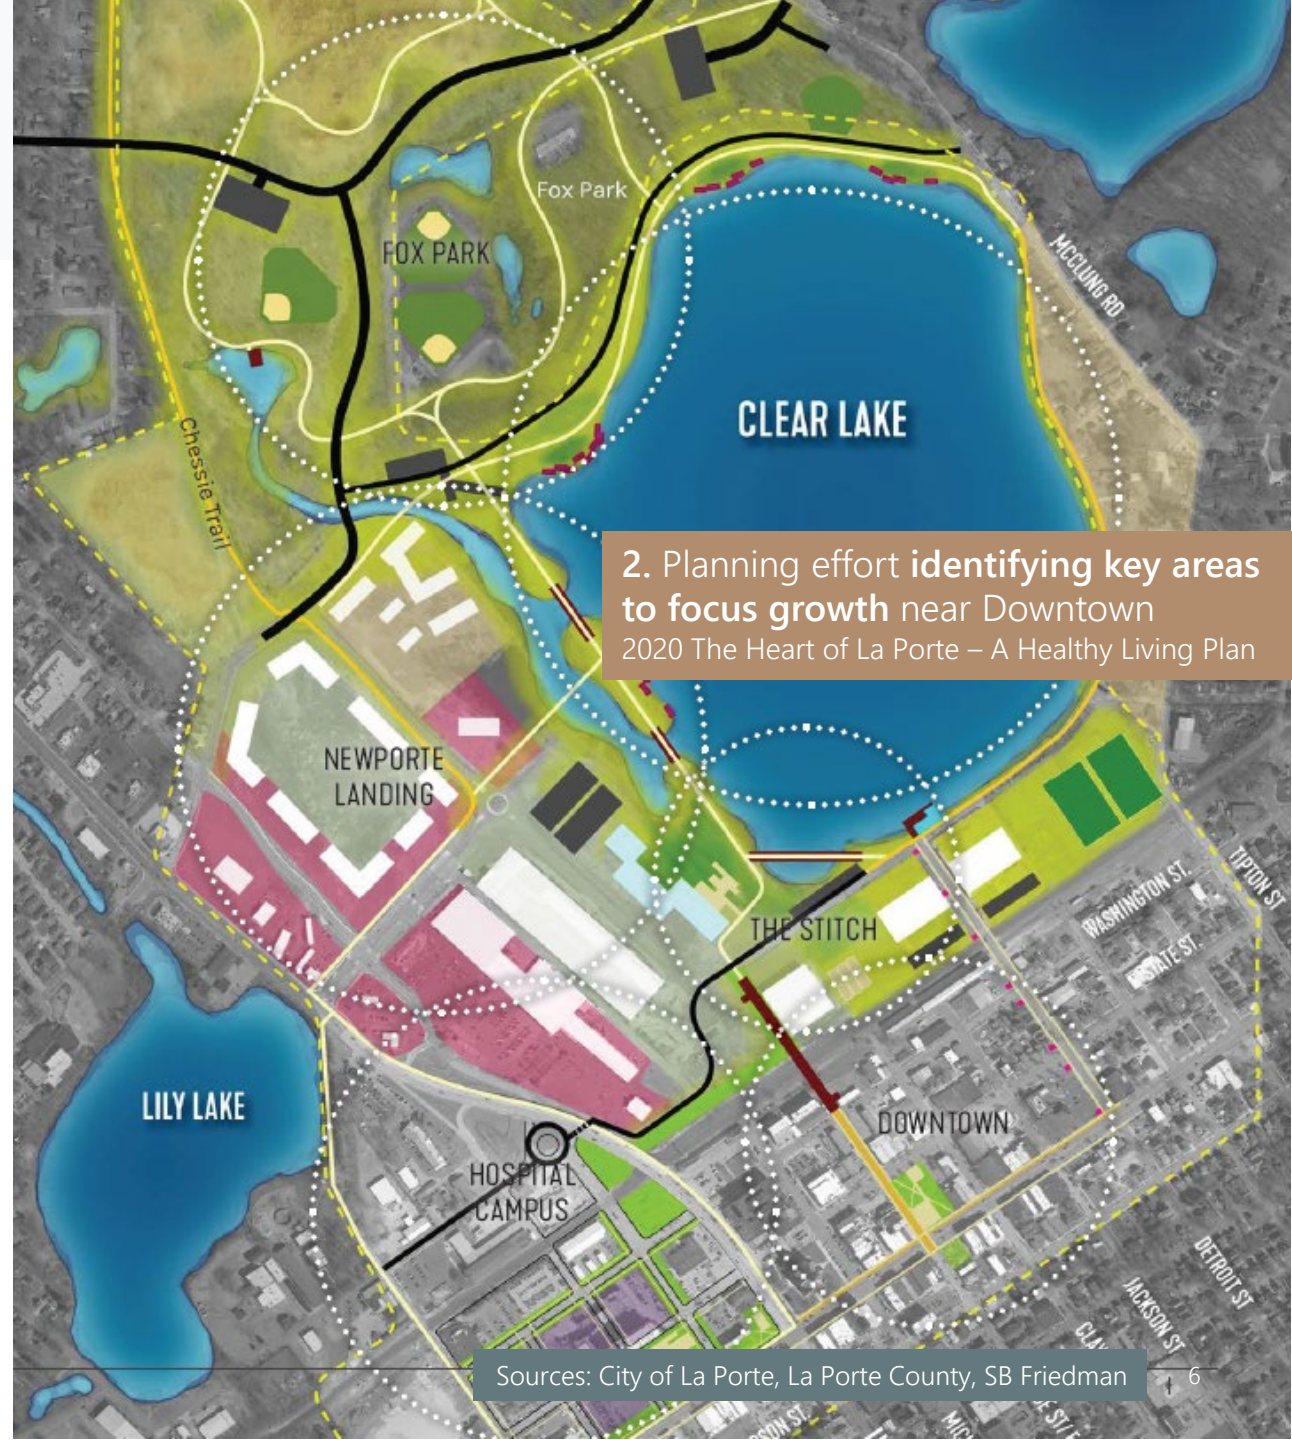 Fox Park
FOX PARK
MCCLUNG RD
CLEAR LAKE
Chessie Trail
2. Planning effort identifying key areas
to focus growth near Downtown
2020 The Heart of La Porte – A Healthy Living Plan
NEWPORTE
LANDING
TIPTON ST
WASHINGTON ST.
STATE ST.
THE STITCH
LILY LAKE
DOWNTOWN
HOSPITAL
CAMPUS
DETROIT ST
JACKSON ST
Sources: City of La Porte, La Porte County, SB Friedman
6